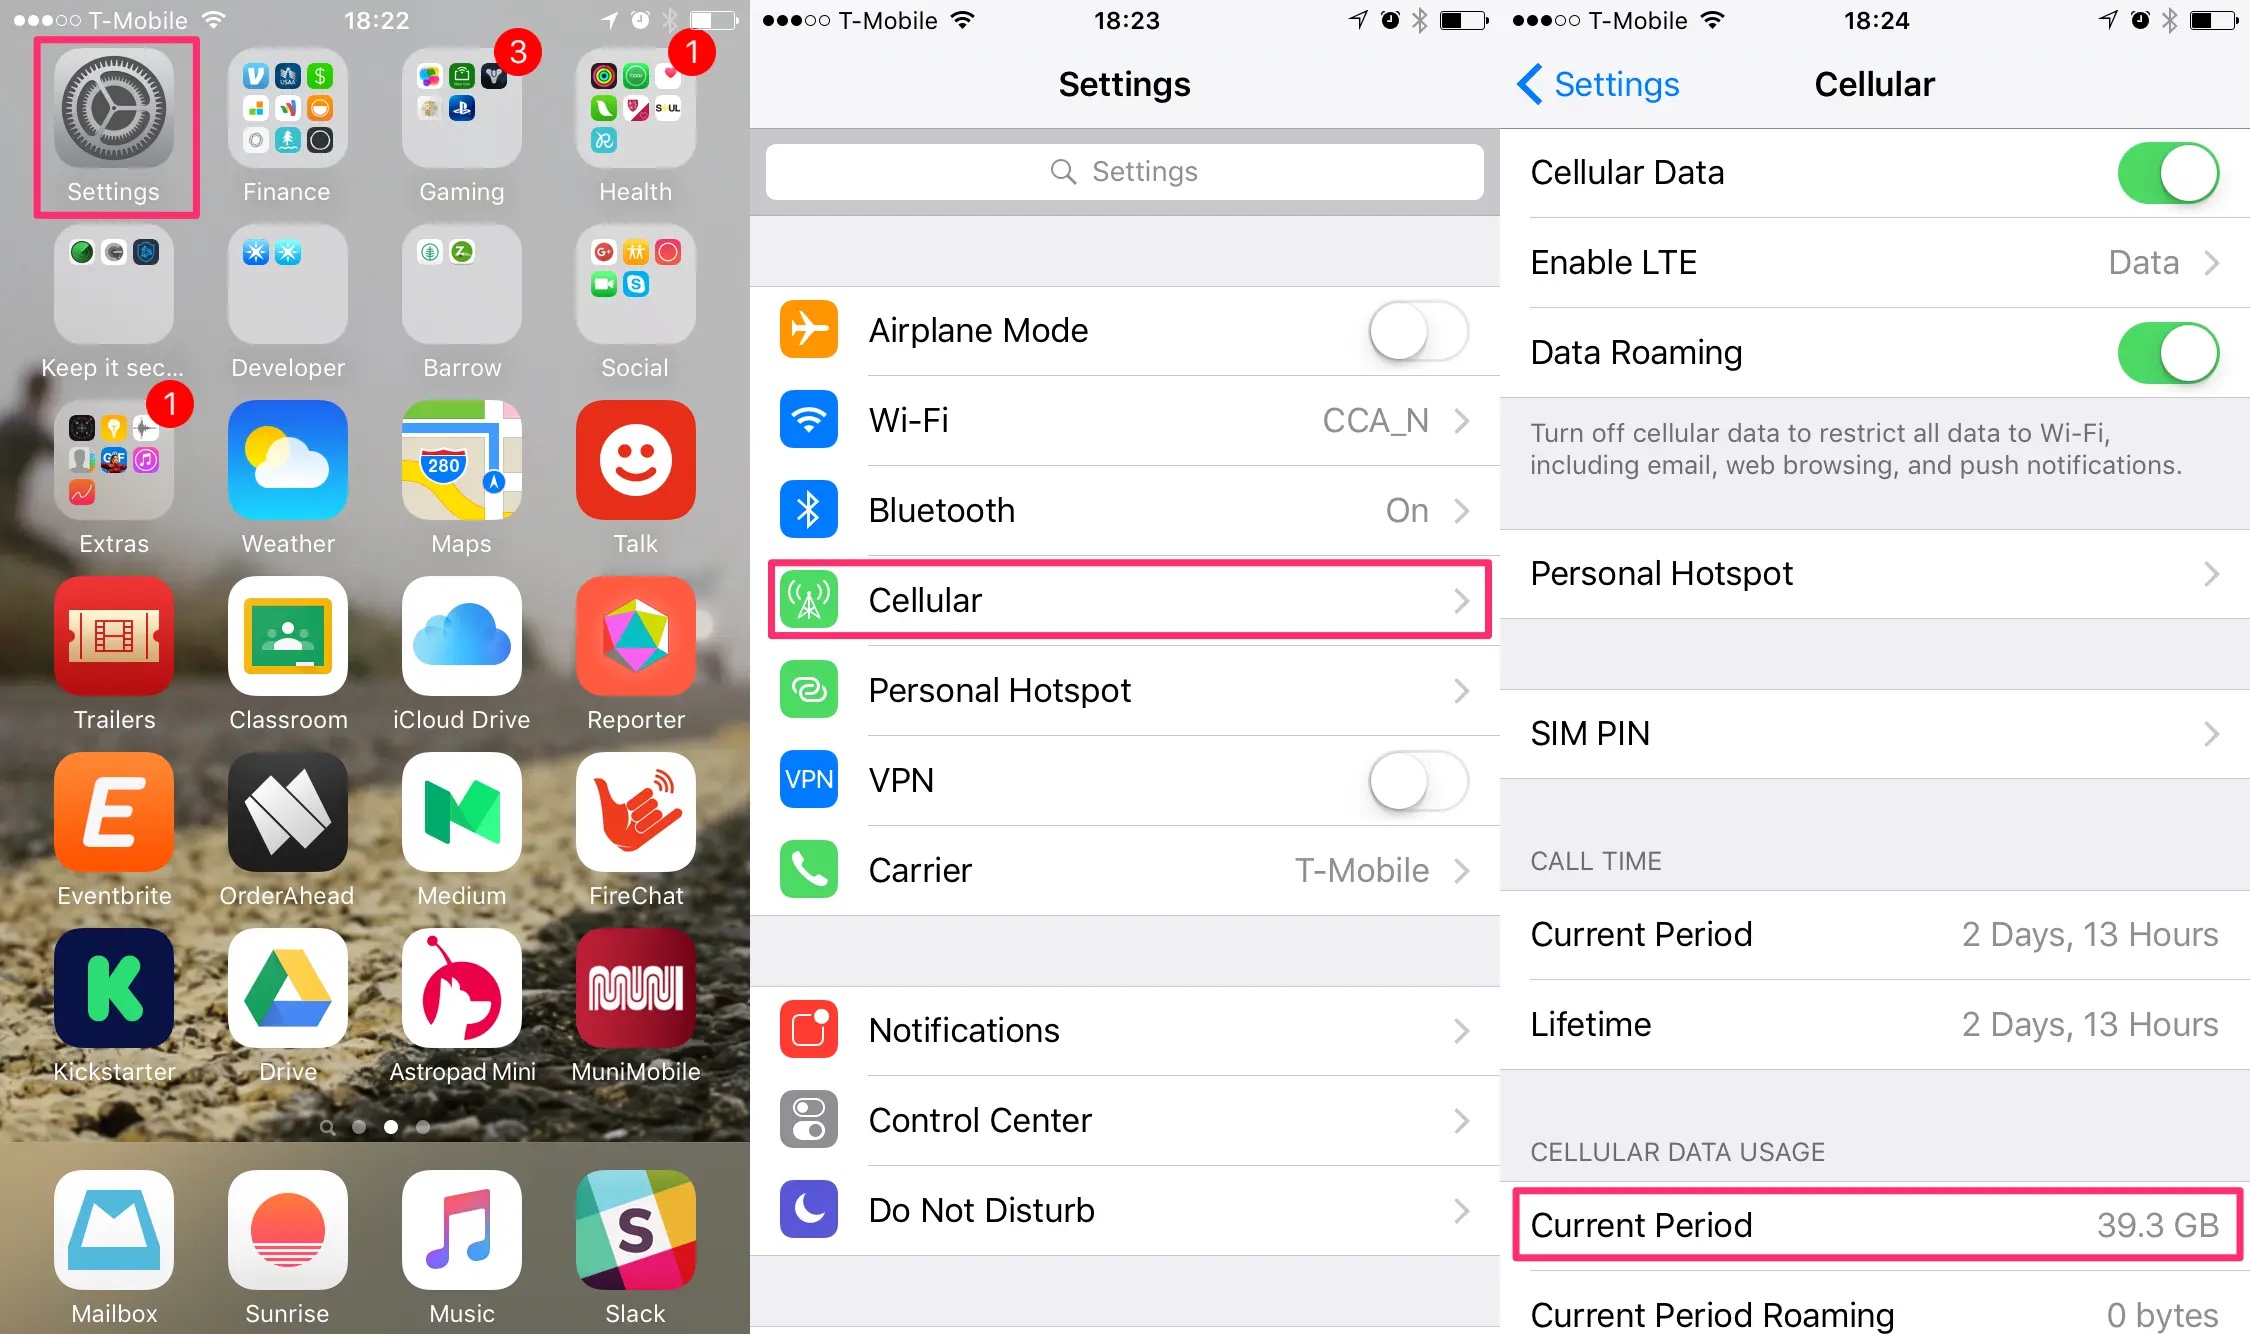 T-Mobile 18:22
3
1
Settings Finance Gaming Health
Keep it sec... Developer Barrow Social
1
280
Extras Weather Maps Talk
Trailers Classroom iCloud Drive Reporter
Eventbrite OrderAhead Medium FireChat
MUNI
Kickstarter Drive Astropad Mini MuniMobile
Mailbox Sunrise Music Slack
T-Mobile 18:23
Settings
Settings
Airplane Mode
Wi-Fi CCA_N
Bluetooth On
Cellular
Personal Hotspot
VPN VPN
Carrier T-Mobile
Notifications
Control Center
Do Not Disturb
T-Mobile 18:24
Settings Cellular
Cellular Data
Enable LTE Data
Data Roaming
Turn off cellular data to restrict all data to Wi-Fi,
including email, web browsing, and push notifications.
Personal Hotspot
SIM PIN
CALL TIME
Current Period 2 Days, 13 Hours
Lifetime 2 Days, 13 Hours
CELLULAR DATA USAGE
Current Period 39.3 GB
Current Period Roaming 0 bytes